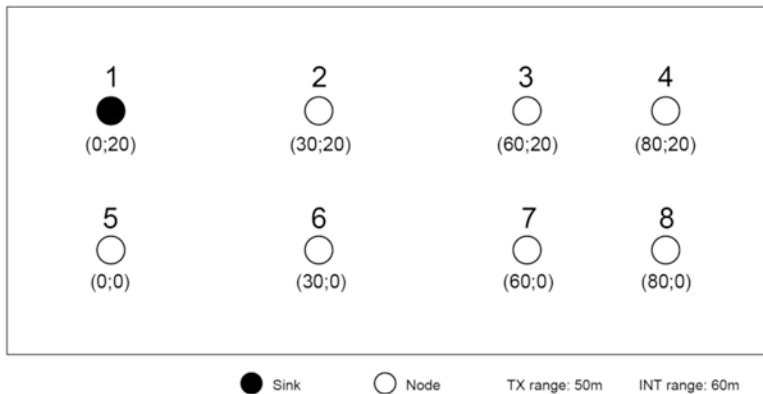 1 2 3 4
(0;20) (30;20) (60;20) (80;20)
5 6 7 8
(0;0) (30;0) (60;0) (80;0)
Sink Node TX range: 50m INT range: 60m